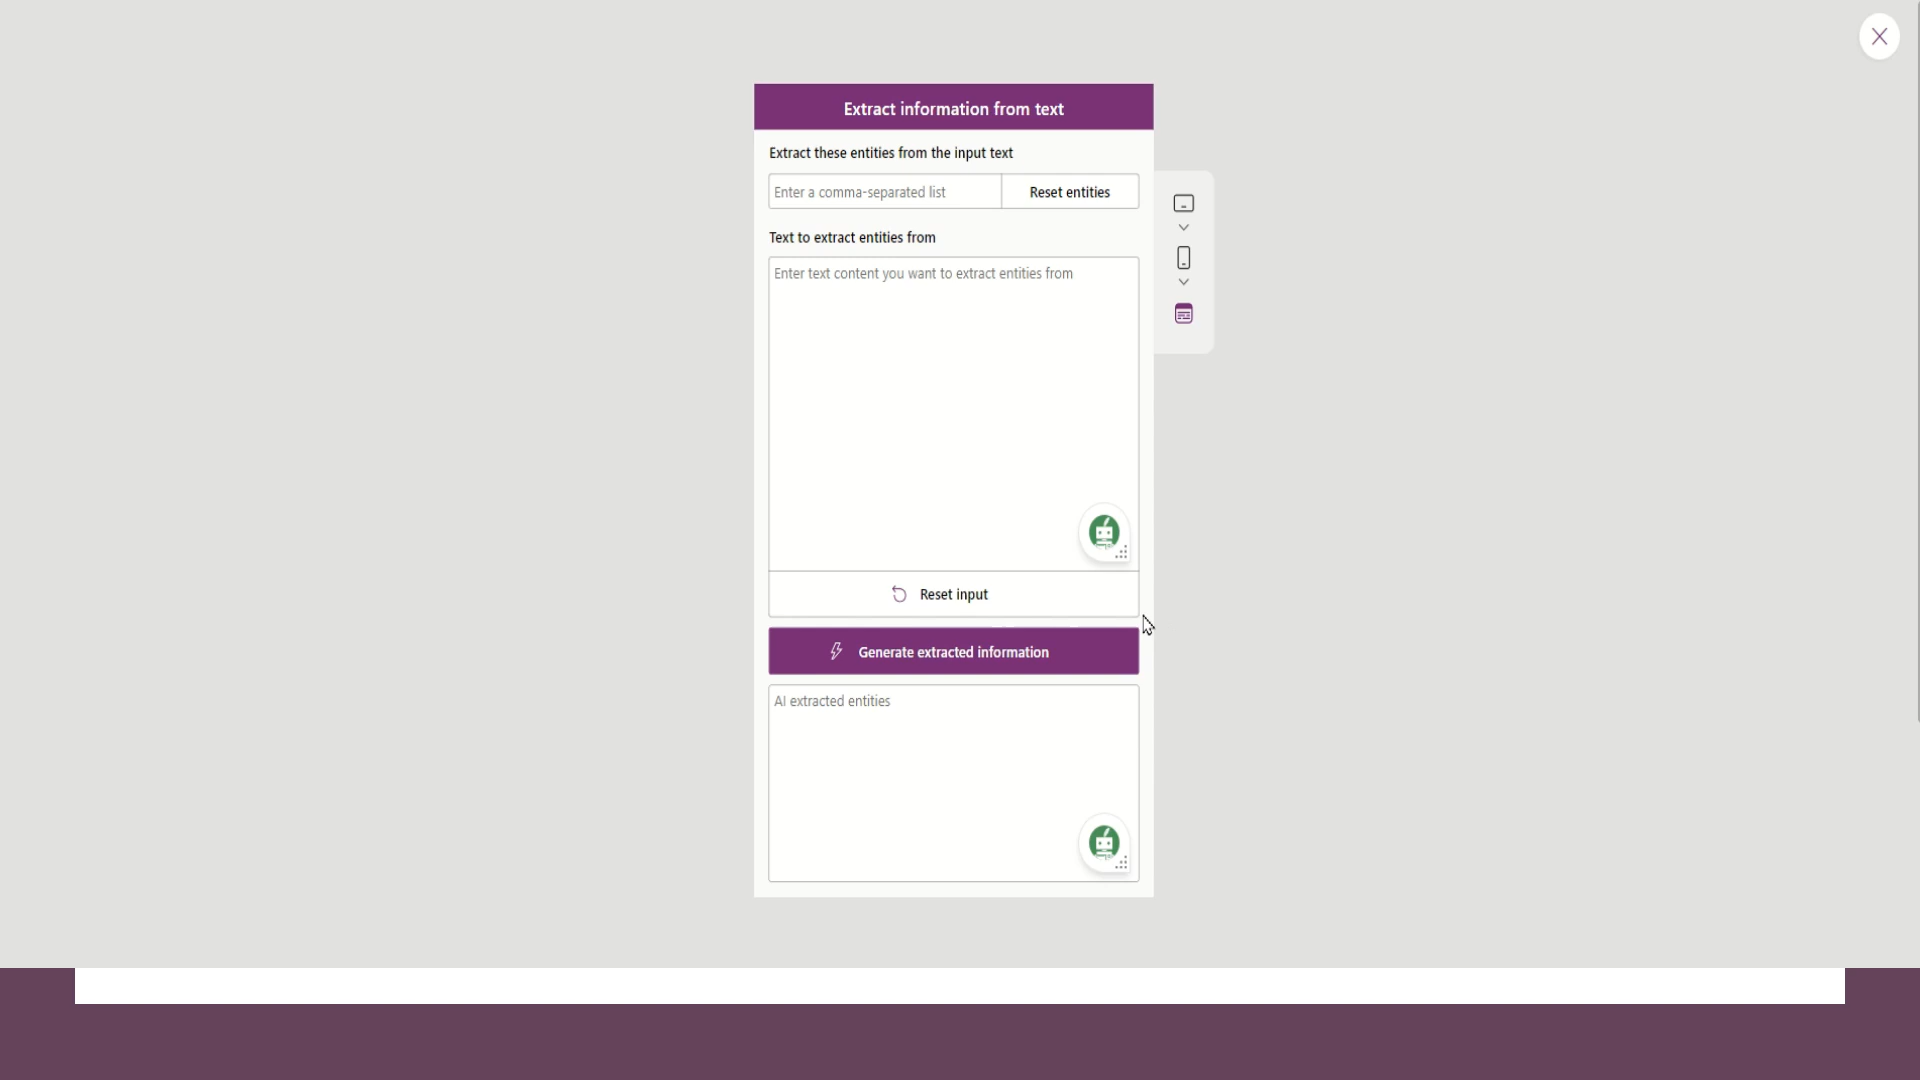 Extract information from text
Extract these entities from the input text
Enter a comma-separated list
Reset entities
Text to extract entities from
Enter text content you want to extract entities from
Reset input
Generate extracted information
AI extracted entities